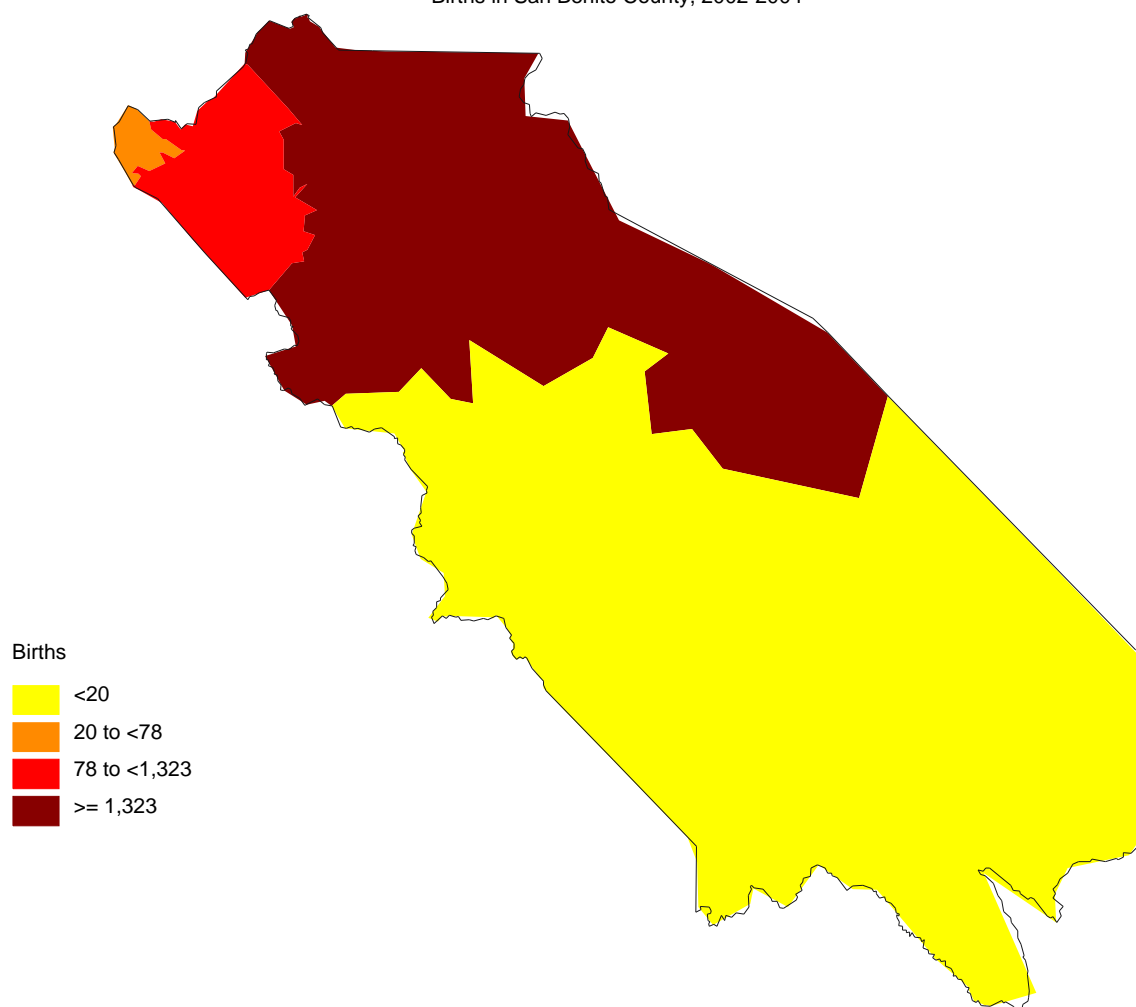 Births in San Benito County, 2002-2004
Births
<20
20 to <78
78 to <1,323
>= 1,323